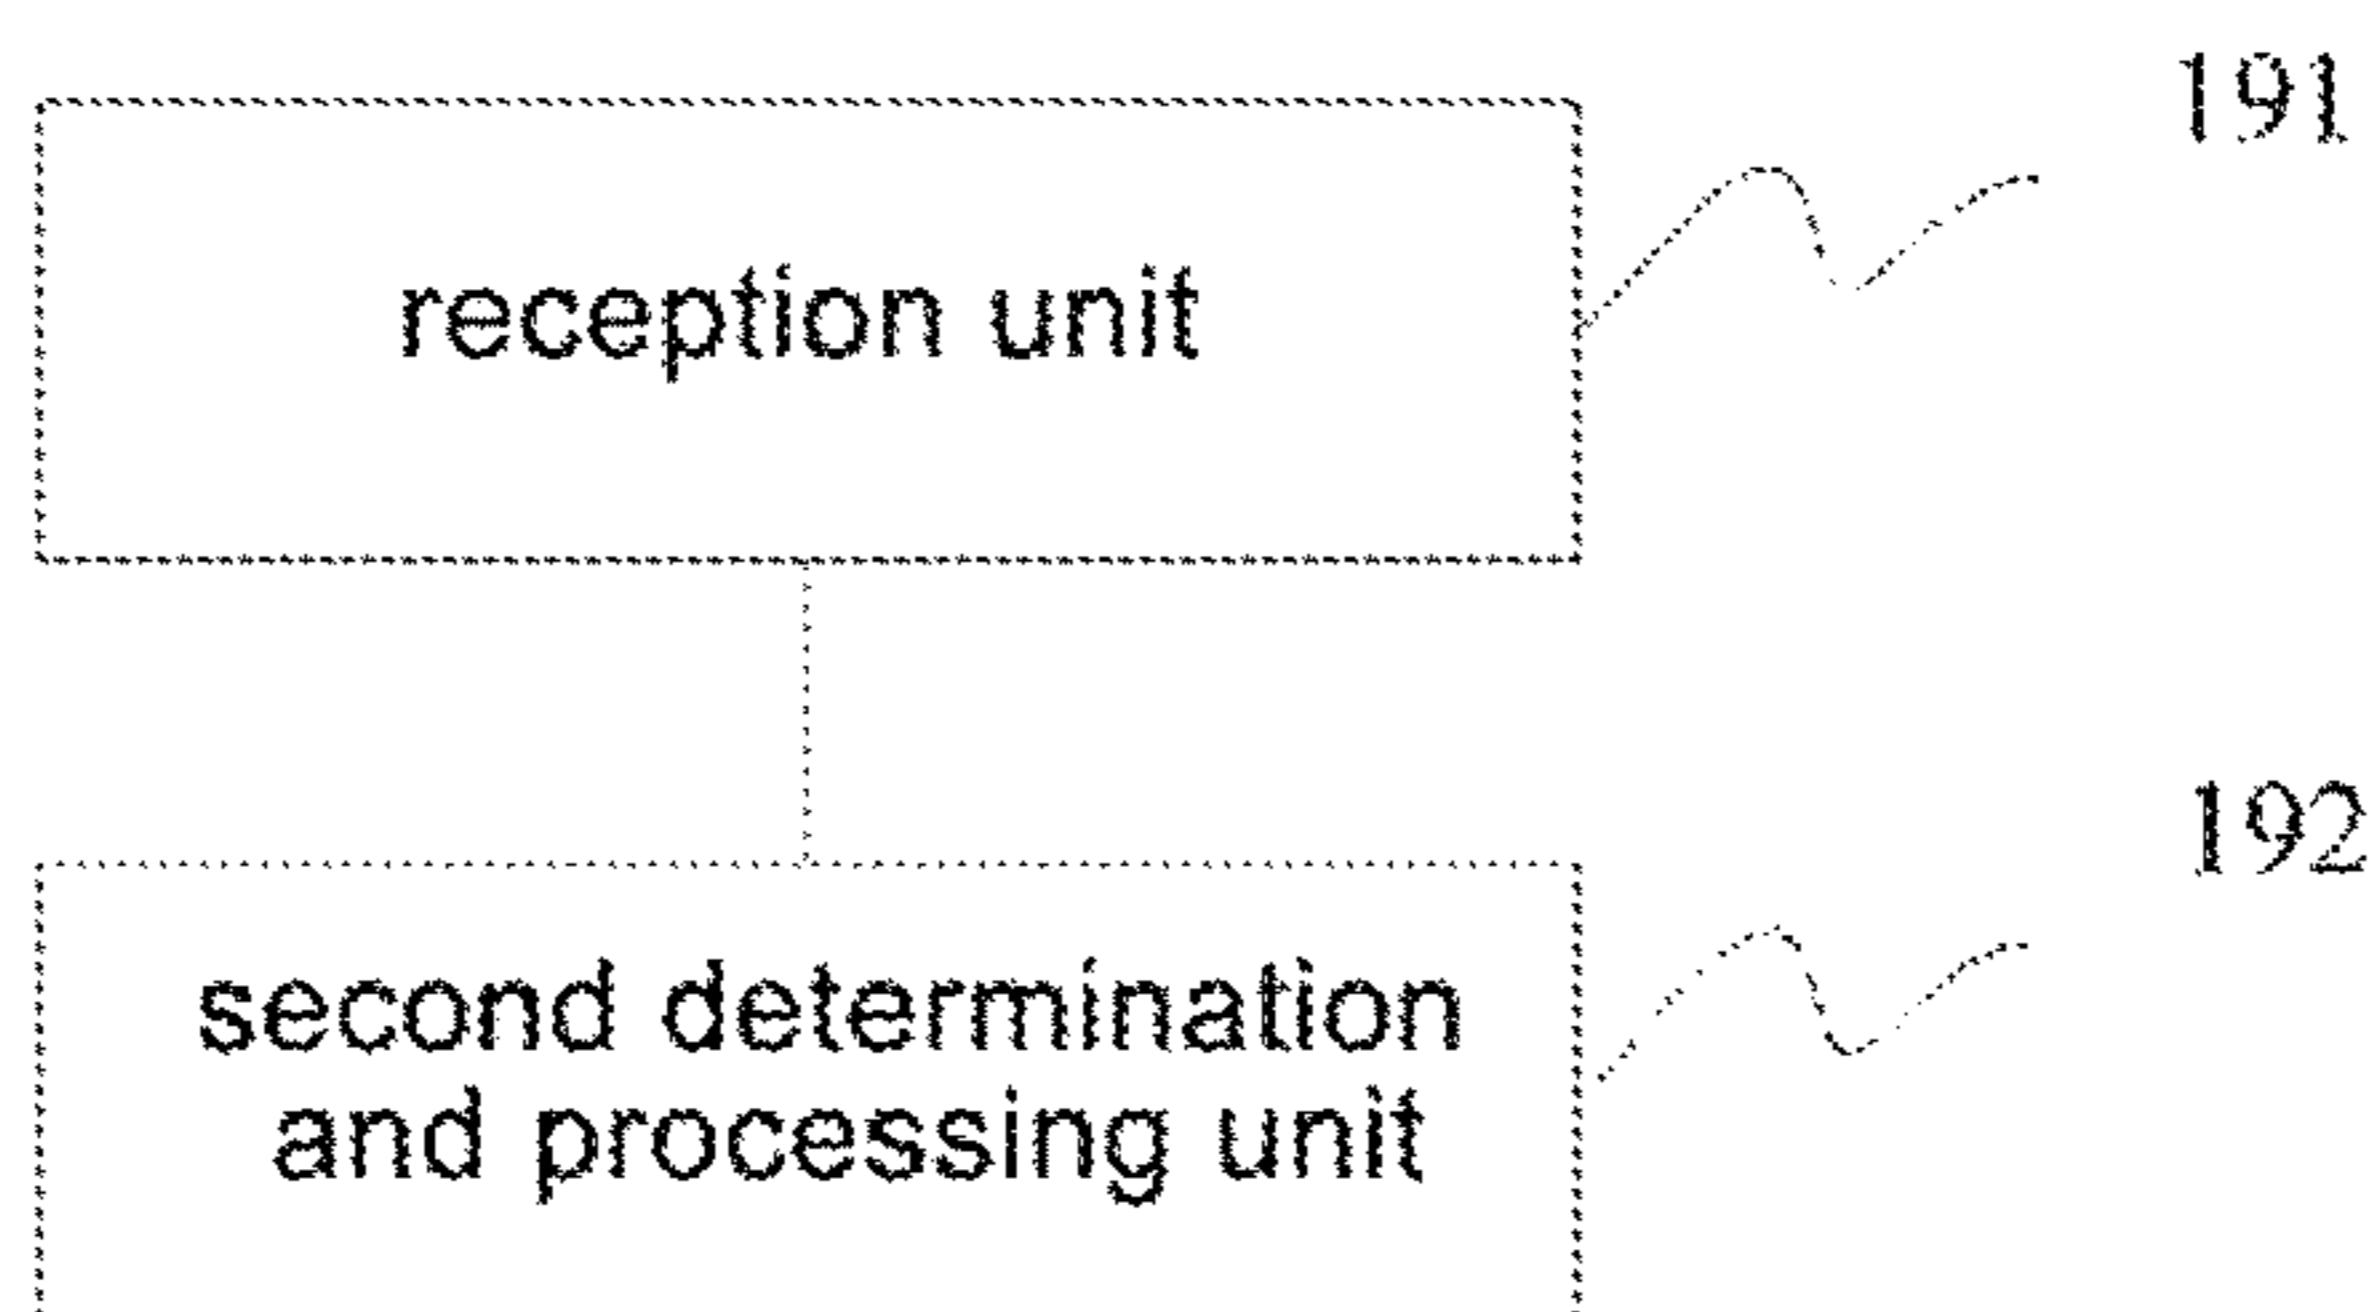 191
reception unit
192
second determination
and processing unit